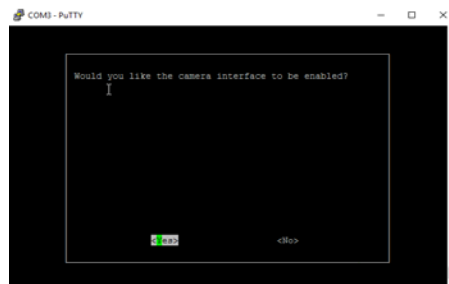 COM3 - PuTTY
Would you like the camera interface to be enabled?
<Yes> <No>